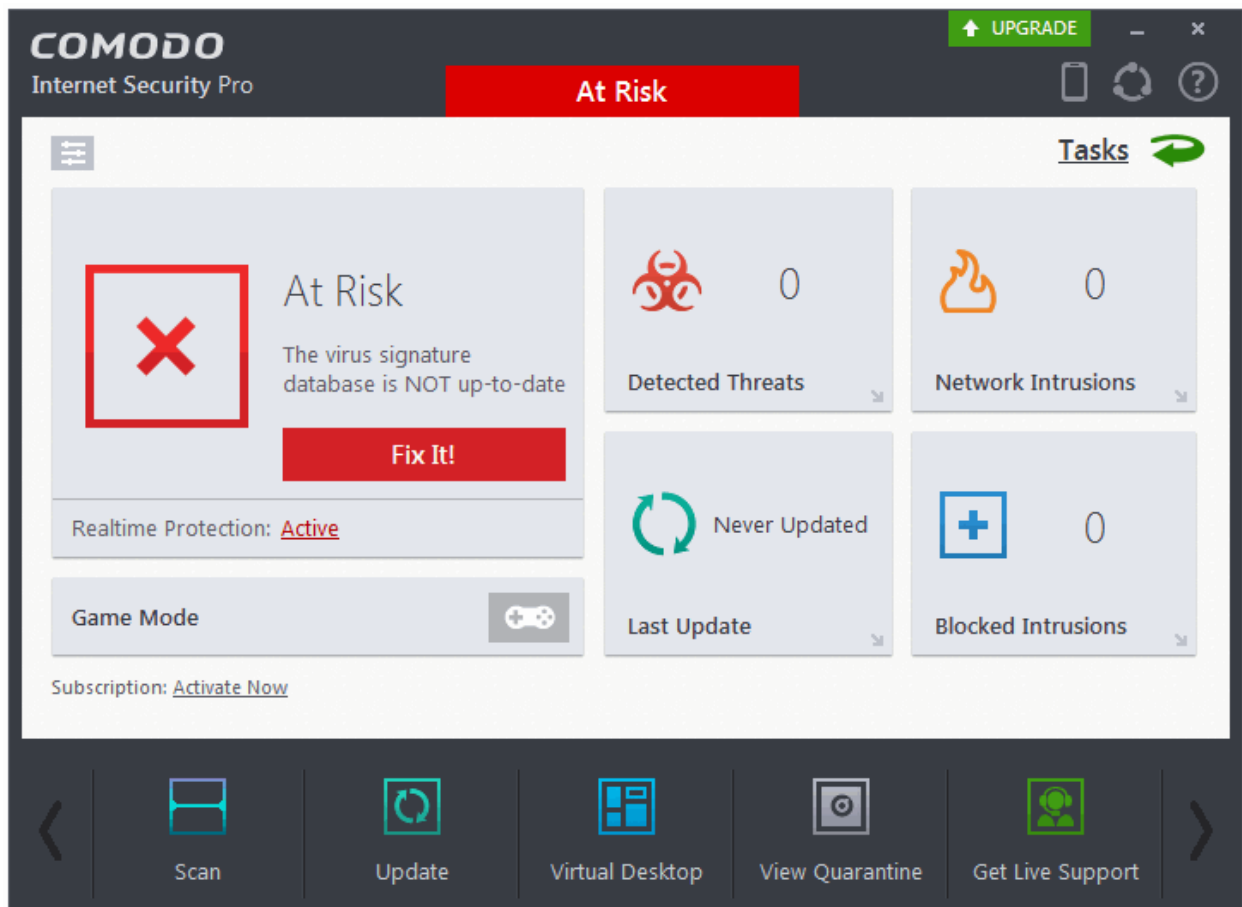 COMODO
Internet Security Pro
UPGRADE
At Risk
Tasks
At Risk
The virus signature
database is NOT up-to-date
Fix It!
Realtime Protection: Active
Game Mode
Subscription: Activate Now
0
Detected Threats
0
Network Intrusions
Never Updated
Last Update
0
Blocked Intrusions
Scan
Update
Virtual Desktop
View Quarantine
Get Live Support